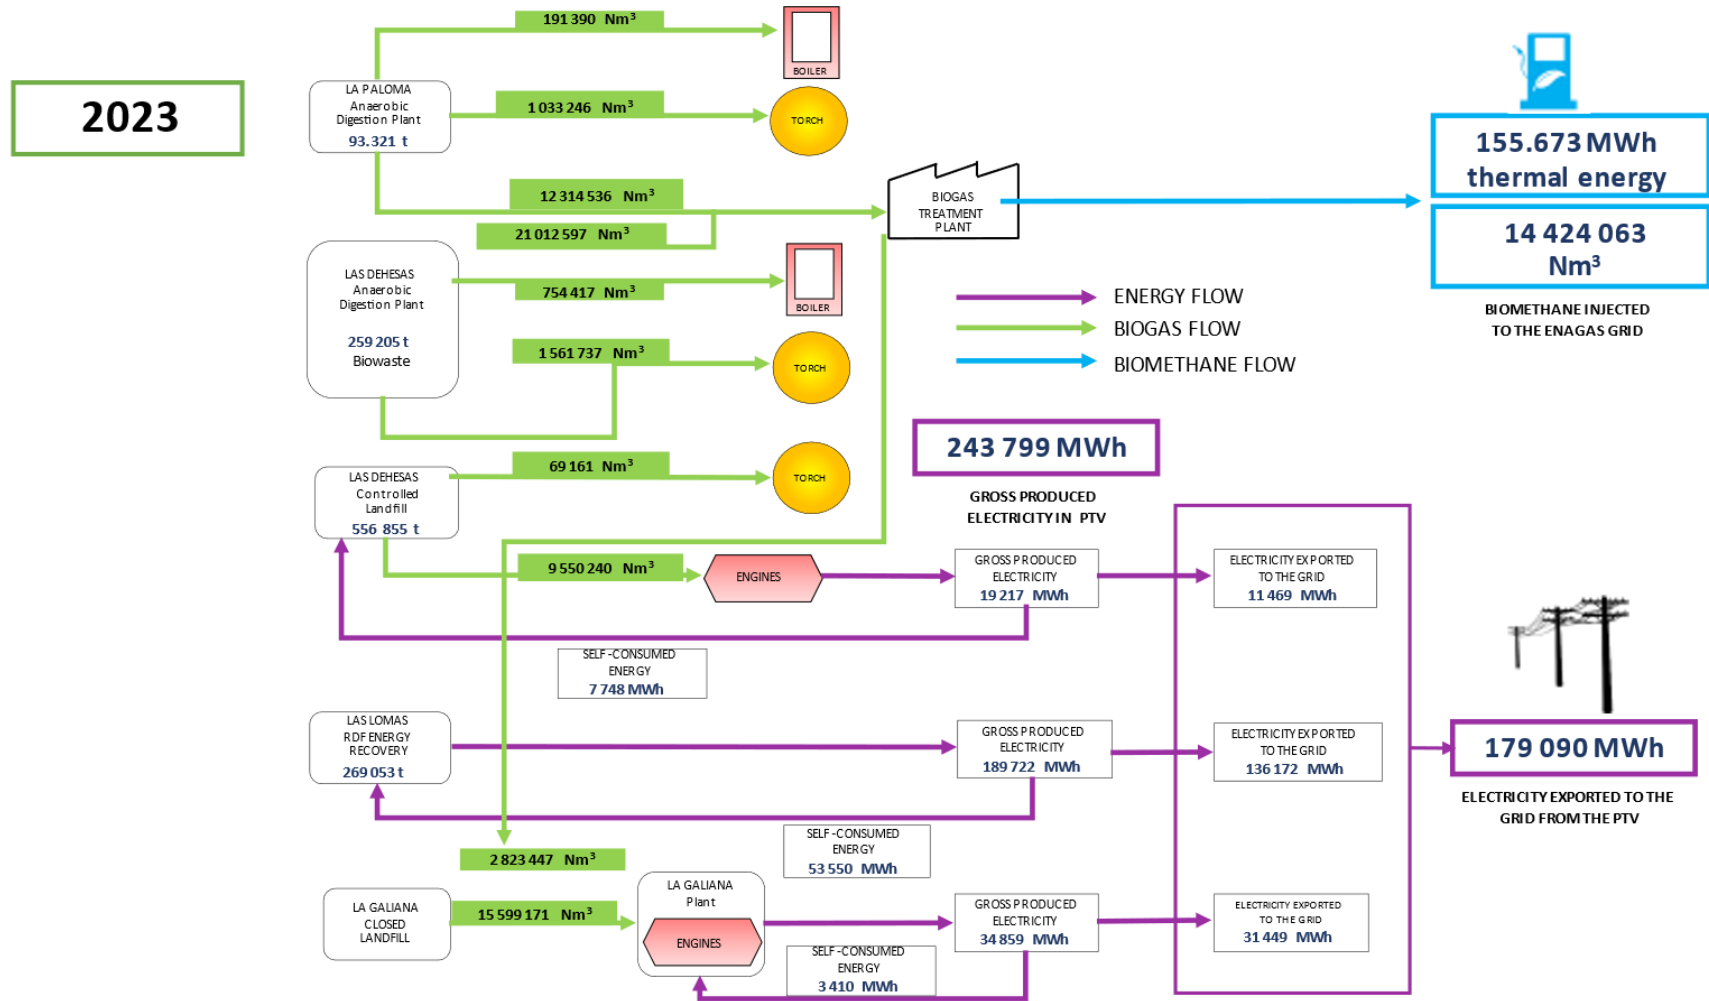 2023
191 390 Nm³
BOILER
LA PALOMA
Anaerobic
Digestion Plant
93.321 t
1 033 246 Nm³
TORCH
12 314 536 Nm³
21 012 597 Nm³
BIOGAS
TREATMENT
PLANT
155.673 MWh
thermal energy
14 424 063
Nm³
BIOMETHANE INJECTED
TO THE ENAGAS GRID
LAS DEHESAS
Anaerobic
Digestion Plant
259 205 t
Biowaste
754 417 Nm³
BOILER
1 561 737 Nm³
TORCH
ENERGY FLOW
BIOGAS FLOW
BIOMETHANE FLOW
243 799 MWh
GROSS PRODUCED
ELECTRICITY IN PTV
LAS DEHESAS
Controlled
Landfill
556 855 t
69 161 Nm³
TORCH
9 550 240 Nm³
ENGINES
GROSS PRODUCED
ELECTRICITY
19 217 MWh
ELECTRICITY EXPORTED
TO THE GRID
11 469 MWh
SELF-CONSUMED
ENERGY
7 748 MWh
LAS LOMAS
RDF ENERGY
RECOVERY
269 053 t
GROSS PRODUCED
ELECTRICITY
189 722 MWh
ELECTRICITY EXPORTED
TO THE GRID
136 172 MWh
179 090 MWh
ELECTRICITY EXPORTED TO THE
GRID FROM THE PTV
SELF-CONSUMED
ENERGY
53 550 MWh
2 823 447 Nm³
LA GALIANA
CLOSED
LANDFILL
15 599 171 Nm³
LA GALIANA
Plant
ENGINES
GROSS PRODUCED
ELECTRICITY
34 859 MWh
ELECTRICITY EXPORTED
TO THE GRID
31 449 MWh
SELF-CONSUMED
ENERGY
3 410 MWh